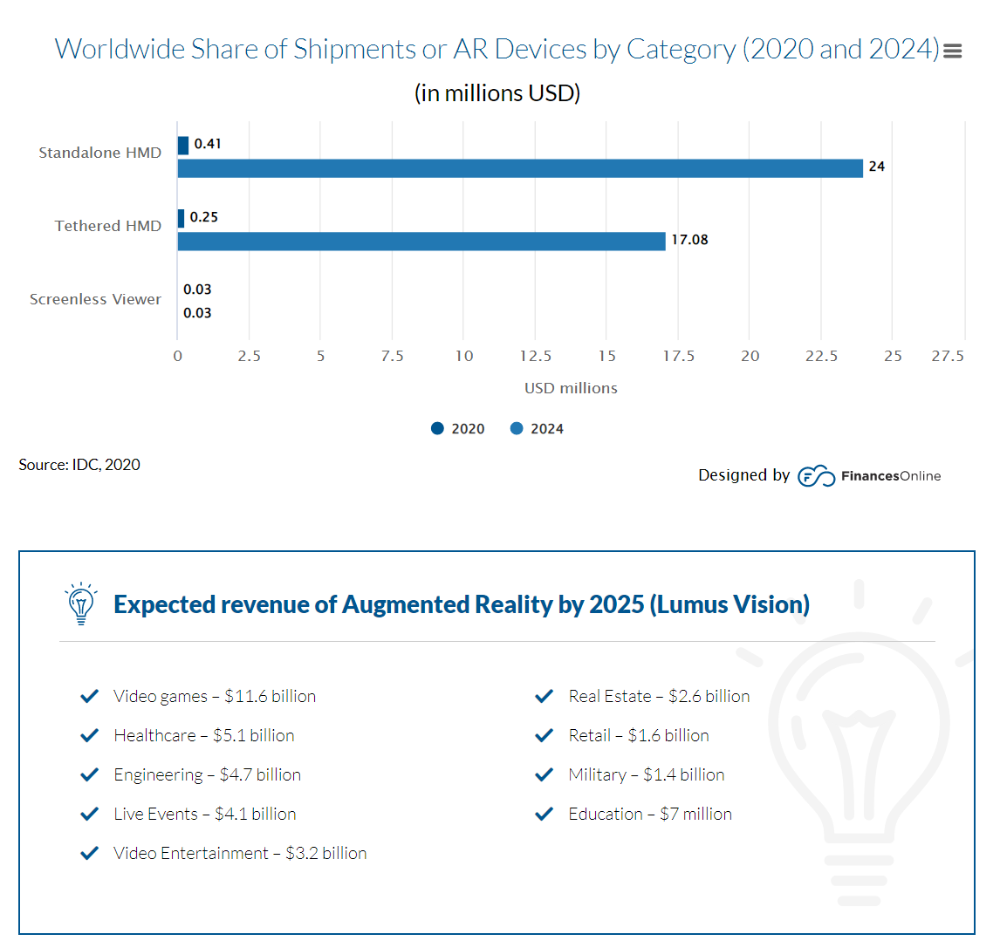 Worldwide Share of Shipments or AR Devices by Category (2020 and 2024)
(in millions USD)
Standalone HMD
0.41
24
Tethered HMD
0.25
17.08
Screenless Viewer
0.03
0.03
0 2.5 5 7.5 10 12.5 15 17.5 20 22.5 25 27.5
USD millions
2020 2024
Source: IDC, 2020
Designed by FinancesOnline
Expected revenue of Augmented Reality by 2025 (Lumus Vision)
Video games – $11.6 billion
Healthcare – $5.1 billion
Engineering – $4.7 billion
Live Events – $4.1 billion
Video Entertainment – $3.2 billion
Real Estate – $2.6 billion
Retail – $1.6 billion
Military – $1.4 billion
Education – $7 million